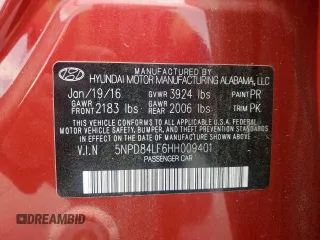 MANUFACTURED BY
HYUNDAI MOTOR MANUFACTURING ALABAMA, LLC
Jan/19/16 GVWR 3924 lbs PAINT PR
GAWR FRONT 2183 lbs GAWR REAR 2006 lbs TRIM PK
THIS VEHICLE CONFORMS TO ALL APPLICABLE U.S. FEDERAL MOTOR VEHICLE SAFETY, BUMPER, AND THEFT PREVENTION STANDARDS IN EFFECT ON THE DATE OF MANUFACTURE SHOWN ABOVE.
V.I.N 5NPD84LF6HH009401
PASSENGER CAR
DREAMBID